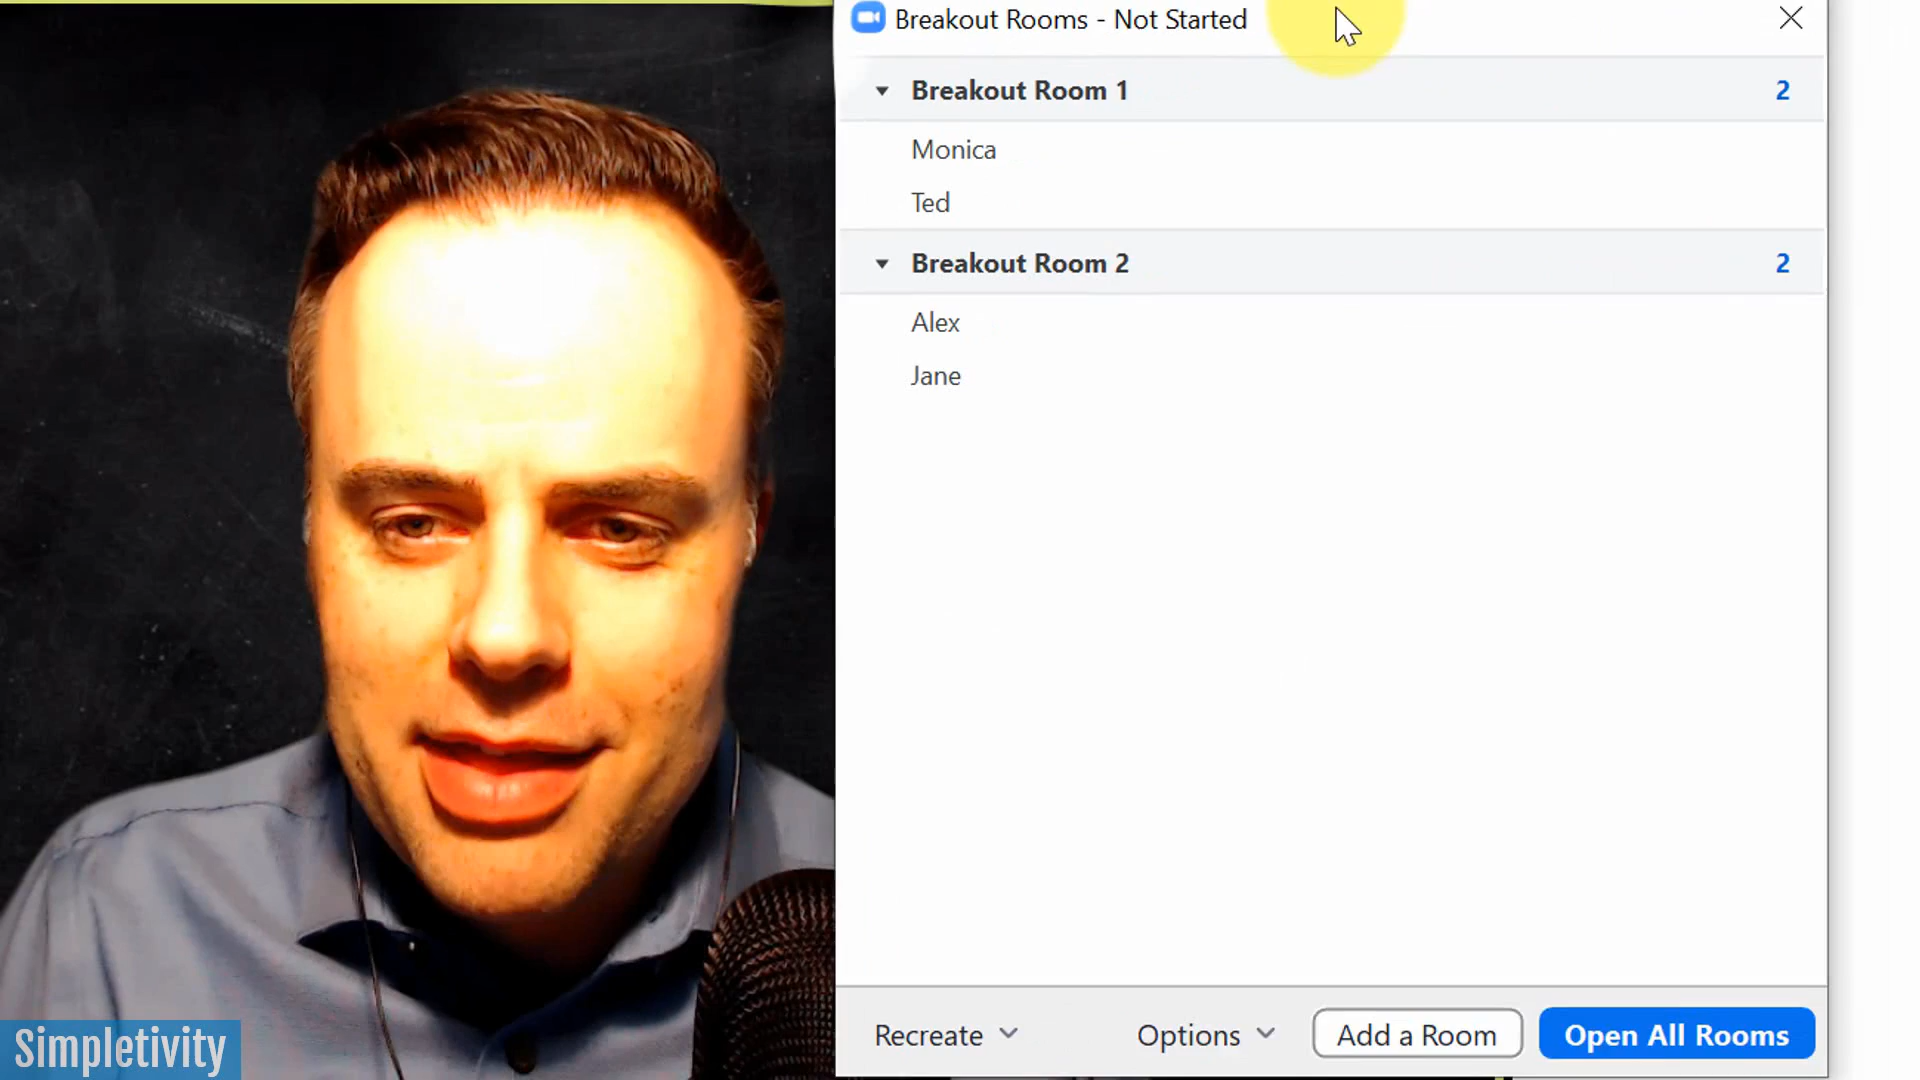 Breakout Rooms - Not Started
Breakout Room 1 2
Monica
Ted
Breakout Room 2 2
Alex
Jane
Recreate Options Add a Room Open All Rooms
Simpletivity